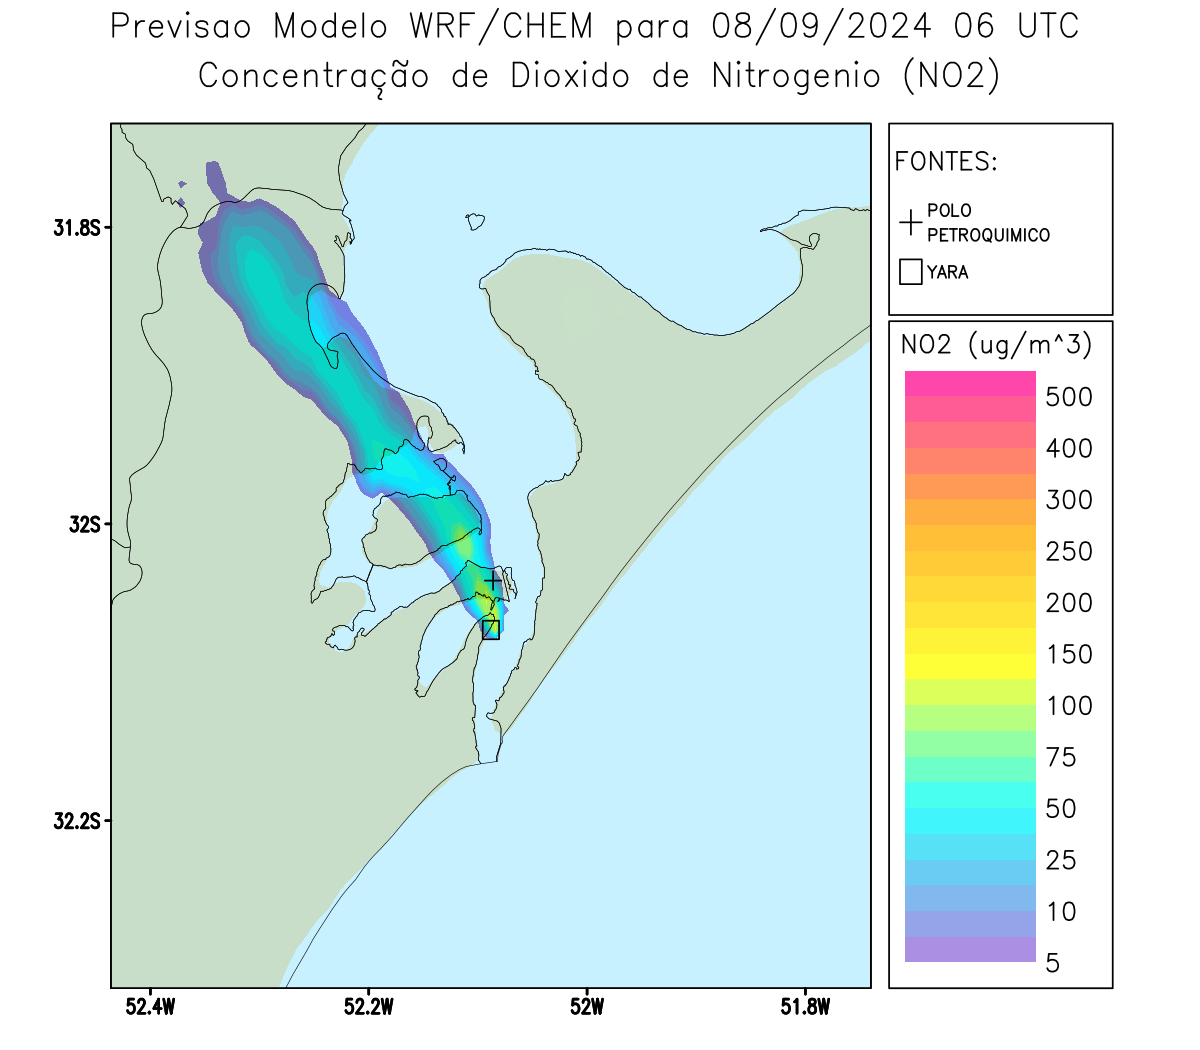 Previsao Modelo WRF/CHEM para 08/09/2024 06 UTC
Concentração de Dioxido de Nitrogenio (NO2)
FONTES:
POLO
PETROQUIMICO
YARA
31.8S
32S
32.2S
52.4W
52.2W
52W
51.8W
NO2 (ug/m^3)
500
400
300
250
200
150
100
75
50
25
10
5